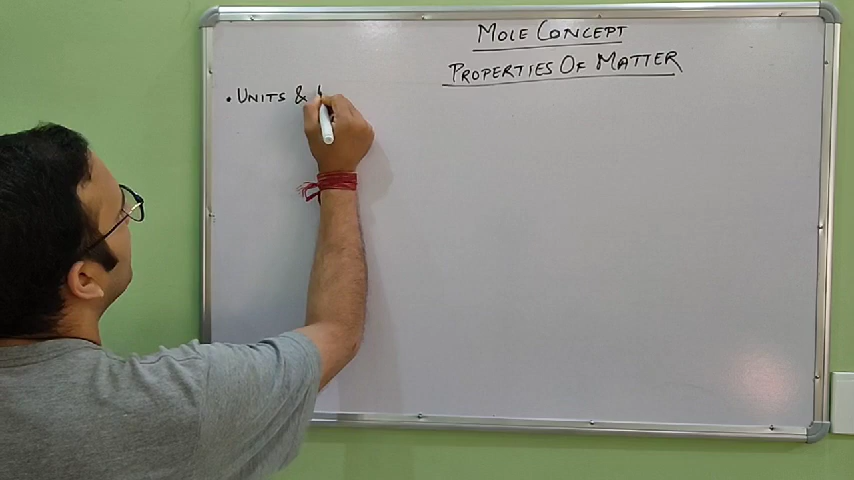 MOLE CONCEPT
PROPERTIES OF MATTER
• UNITS &